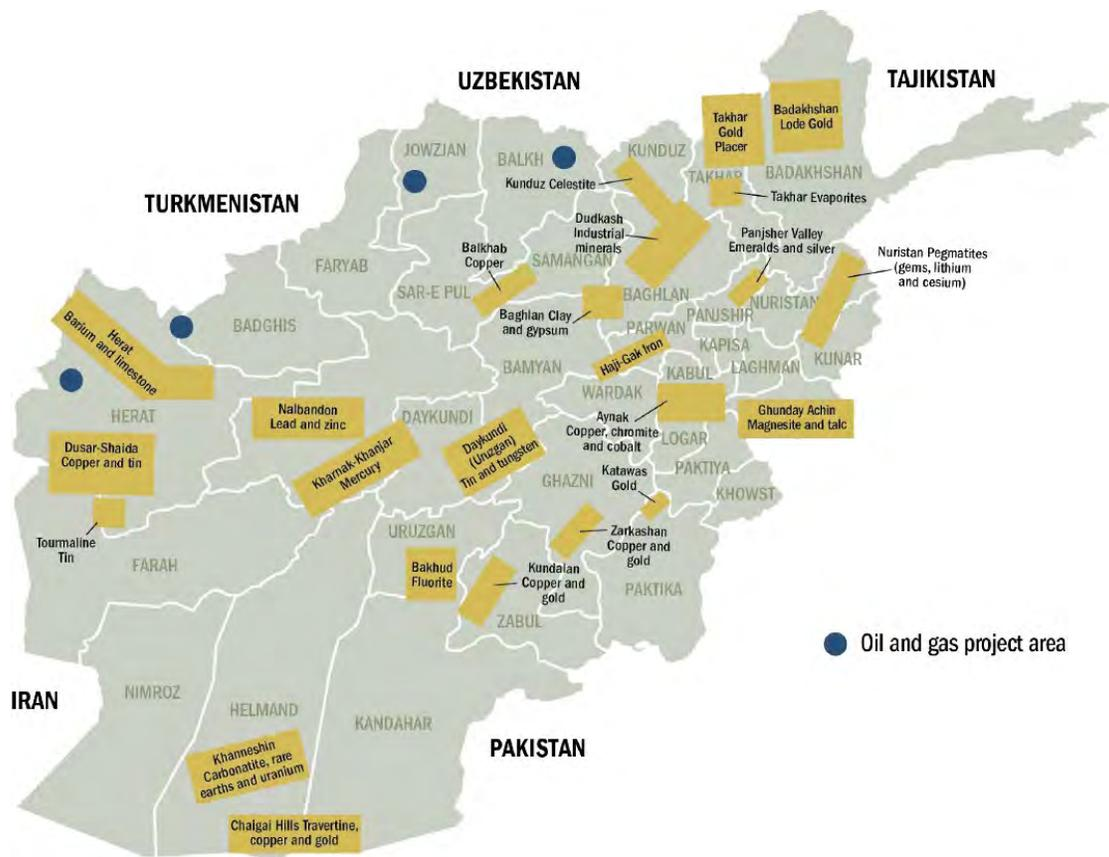 UZBEKISTAN
TAJIKISTAN
TURKMENISTAN
Takhar
Gold
Placer
Badakhshan
Lode Gold
JOWZJAN
BALKH
KUNDUZ
TAKHAR
BADAKHSHAN
Kunduz Celestite
Takhar Evaporites
Dudkash
Industrial
minerals
Panjsher Valley
Emeralds and silver
Balkhab
Copper
Nuristan Pegmatites
(gems, lithium
and cesium)
FARYAB
SAMANGAN
SAR-E PUL
BAGHLAN
NURISTAN
PANJSHIR
Baghlan Clay
and gypsum
BADGHIS
PARWAN
KAPISA
KUNAR
Herat
Barium and limestone
BAMYAN
Haji-Gak Iron
KABUL
LAGHMAN
WARDAK
HERAT
Nalbandon
Lead and zinc
DAYKUNDI
Aynak
Copper, chromite
and cobalt
Ghunday Achin
Magnesite and talc
LOGAR
Dusar-Shaida
Copper and tin
Kharnak-Khanjar
Mercury
Daykundi
(Uruzgan)
Tin and tungsten
GHAZNI
Katawas
Gold
PAKTIYA
KHOWST
Tourmaline
Tin
URUZGAN
Zarkashan
Copper and
gold
FARAH
Bakhud
Fluorite
Kundalan
Copper and
gold
PAKTIKA
ZABUL
Oil and gas project area
IRAN
NIMROZ
HELMAND
KANDAHAR
PAKISTAN
Khanneshin
Carbonatite, rare
earths and uranium
Chaigai Hills Travertine,
copper and gold